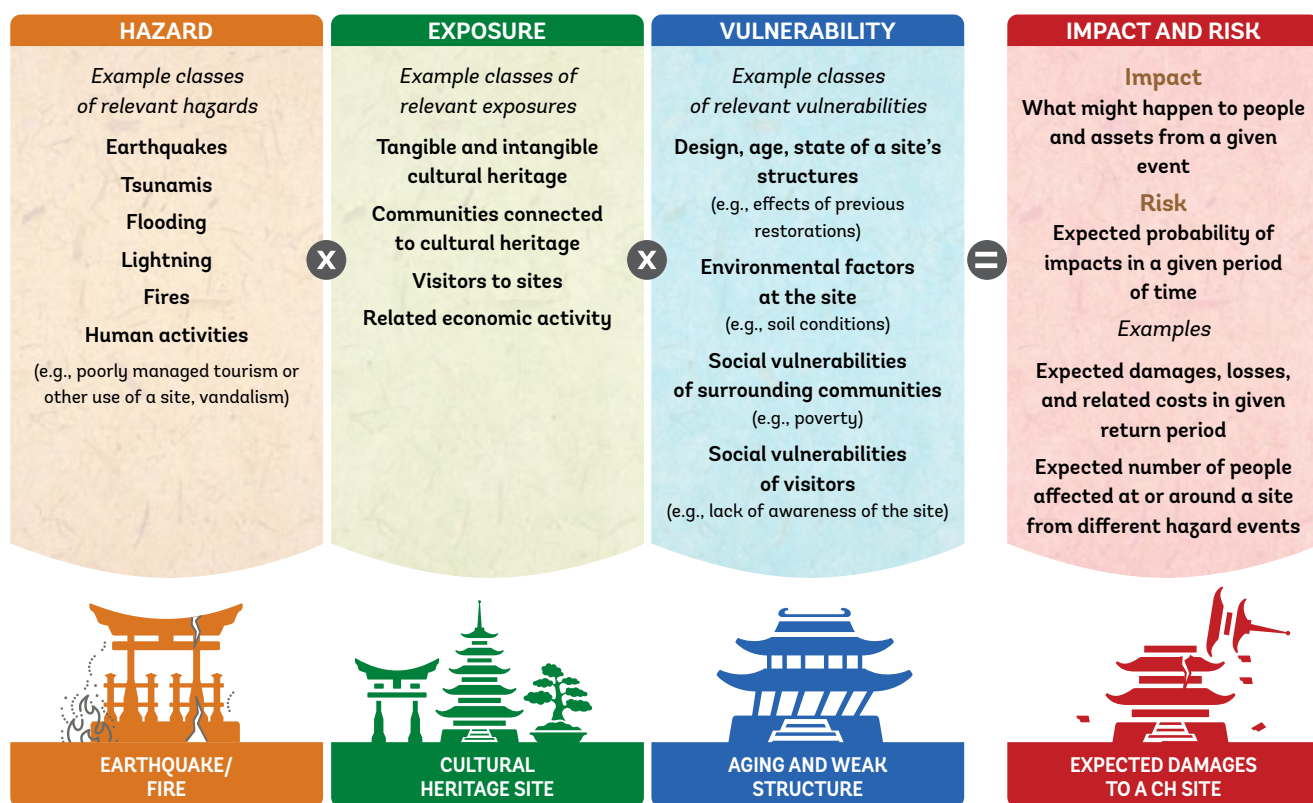 HAZARD
Example classes
of relevant hazards
Earthquakes
Tsunamis
Flooding
Lightning
Fires
Human activities
(e.g., poorly managed tourism or
other use of a site, vandalism)
X
EXPOSURE
Example classes of
relevant exposures
Tangible and intangible
cultural heritage
Communities connected
to cultural heritage
Visitors to sites
Related economic activity
X
VULNERABILITY
Example classes
of relevant vulnerabilities
Design, age, state of a site's
structures
(e.g., effects of previous
restorations)
Environmental factors
at the site
(e.g., soil conditions)
Social vulnerabilities
of surrounding communities
(e.g., poverty)
Social vulnerabilities
of visitors
(e.g., lack of awareness of the site)
=
IMPACT AND RISK
Impact
What might happen to people
and assets from a given
event
Risk
Expected probability of
impacts in a given period
of time
Examples
Expected damages, losses,
and related costs in given
return period
Expected number of people
affected at or around a site
from different hazard events
EARTHQUAKE/
FIRE
CULTURAL
HERITAGE SITE
AGING AND WEAK
STRUCTURE
EXPECTED DAMAGES
TO A CH SITE